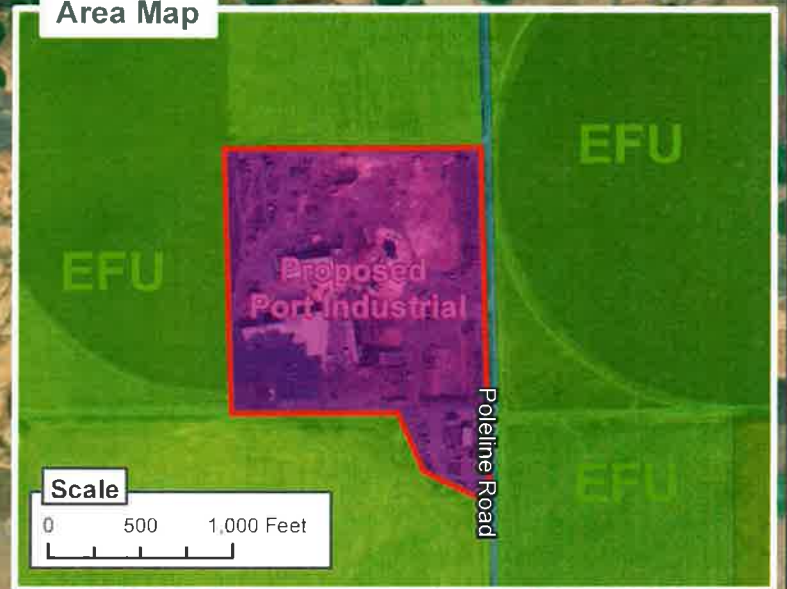 Area Map
EFU
EFU
Proposed
Port Industrial
Poleline Road
EFU
Scale
0 500 1,000 Feet